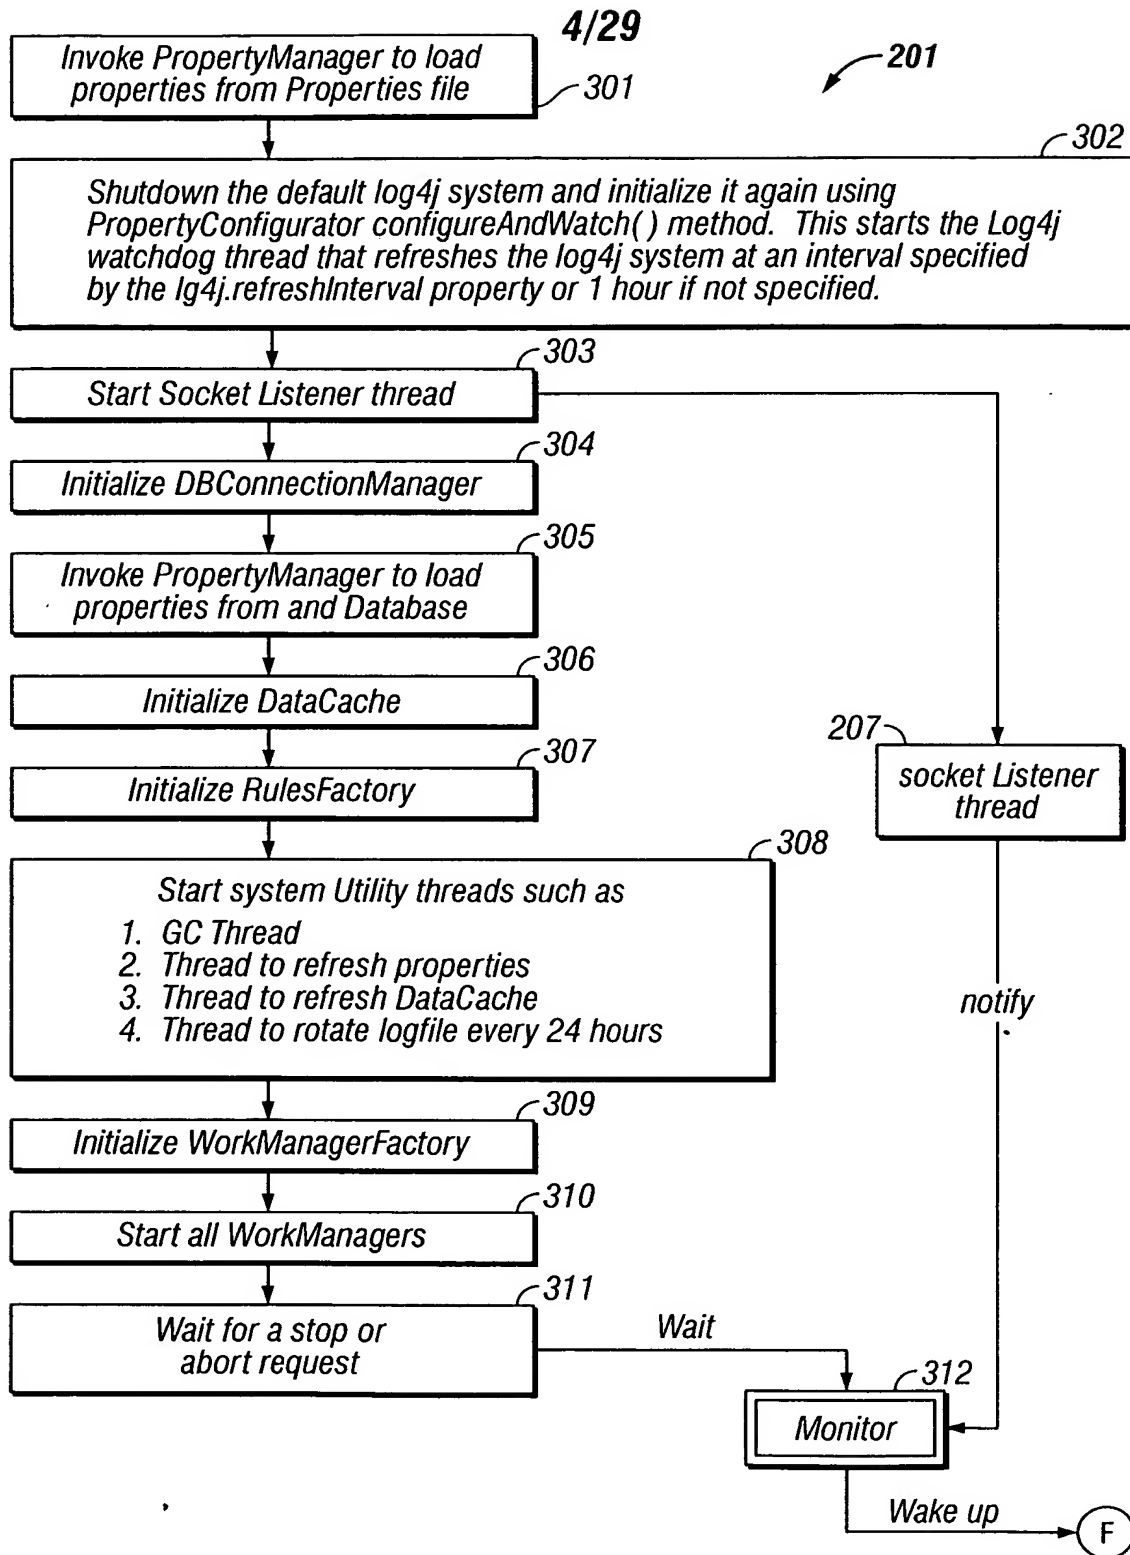 4/29
201
Invoke PropertyManager to load
properties from Properties file
301
302
Shutdown the default log4j system and initialize it again using
PropertyConfigurator configureAndWatch( ) method. This starts the Log4j
watchdog thread that refreshes the log4j system at an interval specified
by the lg4j.refreshInterval property or 1 hour if not specified.
303
Start Socket Listener thread
304
Initialize DBConnectionManager
305
Invoke PropertyManager to load
properties from and Database
306
Initialize DataCache
307
Initialize RulesFactory
207
socket Listener
thread
308
Start system Utility threads such as
1. GC Thread
2. Thread to refresh properties
3. Thread to refresh DataCache
4. Thread to rotate logfile every 24 hours
notify
309
Initialize WorkManagerFactory
310
Start all WorkManagers
311
Wait for a stop or
abort request
Wait
312
Monitor
Wake up
F